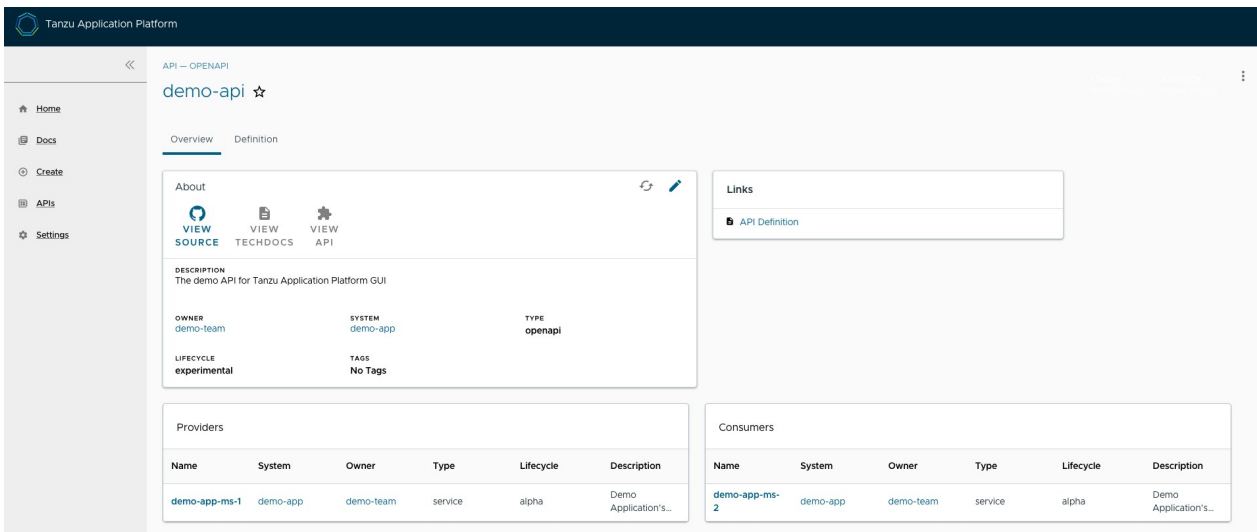 Tanzu Application Platform
API — OPENAPI
demo-api
Home
Docs
Create
APIs
Settings
Overview Definition
About
VIEW SOURCE
VIEW TECHDOCS
VIEW API
DESCRIPTION
The demo API for Tanzu Application Platform GUI
OWNER SYSTEM TYPE
demo-team demo-app openapi
LIFECYCLE TAGS
experimental No Tags
Links
API Definition
Providers
Name System Owner Type Lifecycle Description
demo-app-ms-1 demo-app demo-team service alpha Demo
Application's...
Consumers
Name System Owner Type Lifecycle Description
demo-app-ms- demo-app demo-team service alpha Demo
2 Application's...